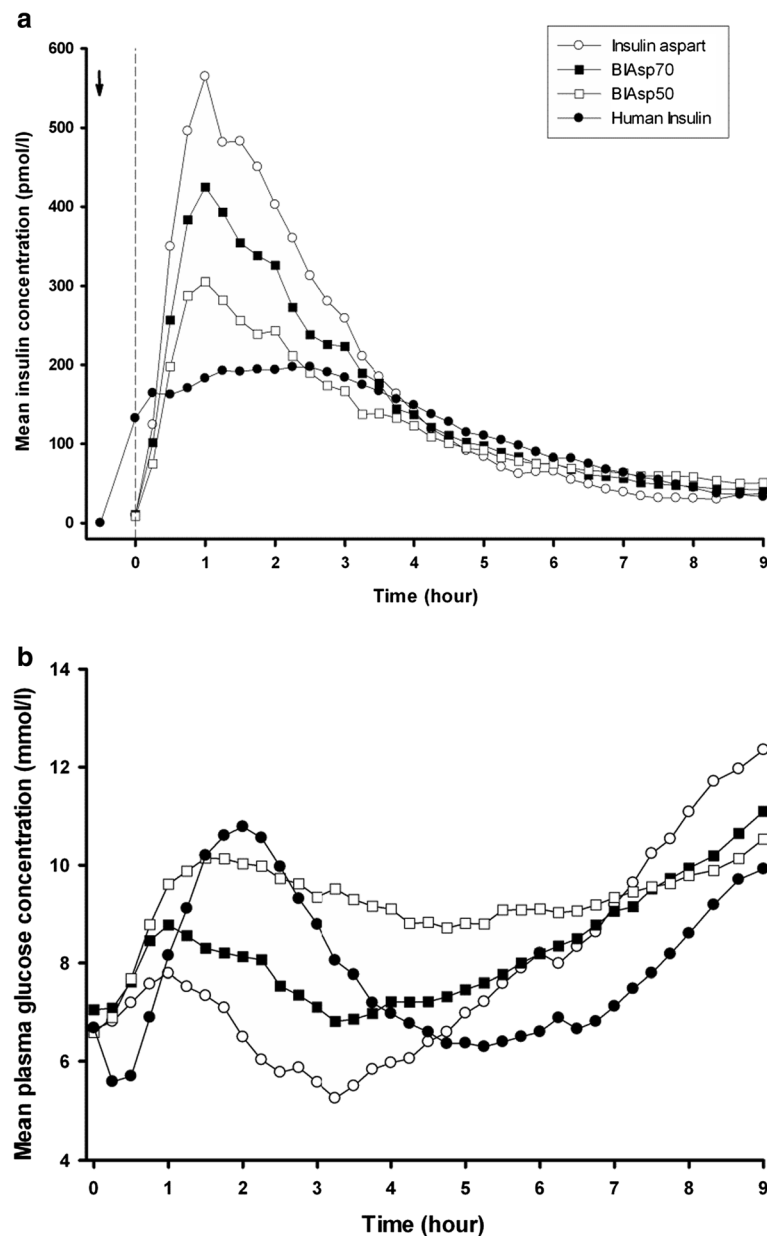 a
600
500
400
300
200
100
0
Mean insulin concentration (pmol/l)
Insulin aspart
BIAsp70
BIAsp50
Human Insulin
0 1 2 3 4 5 6 7 8 9
Time (hour)
b
14
12
10
8
6
4
Mean plasma glucose concentration (mmol/l)
0 1 2 3 4 5 6 7 8 9
Time (hour)